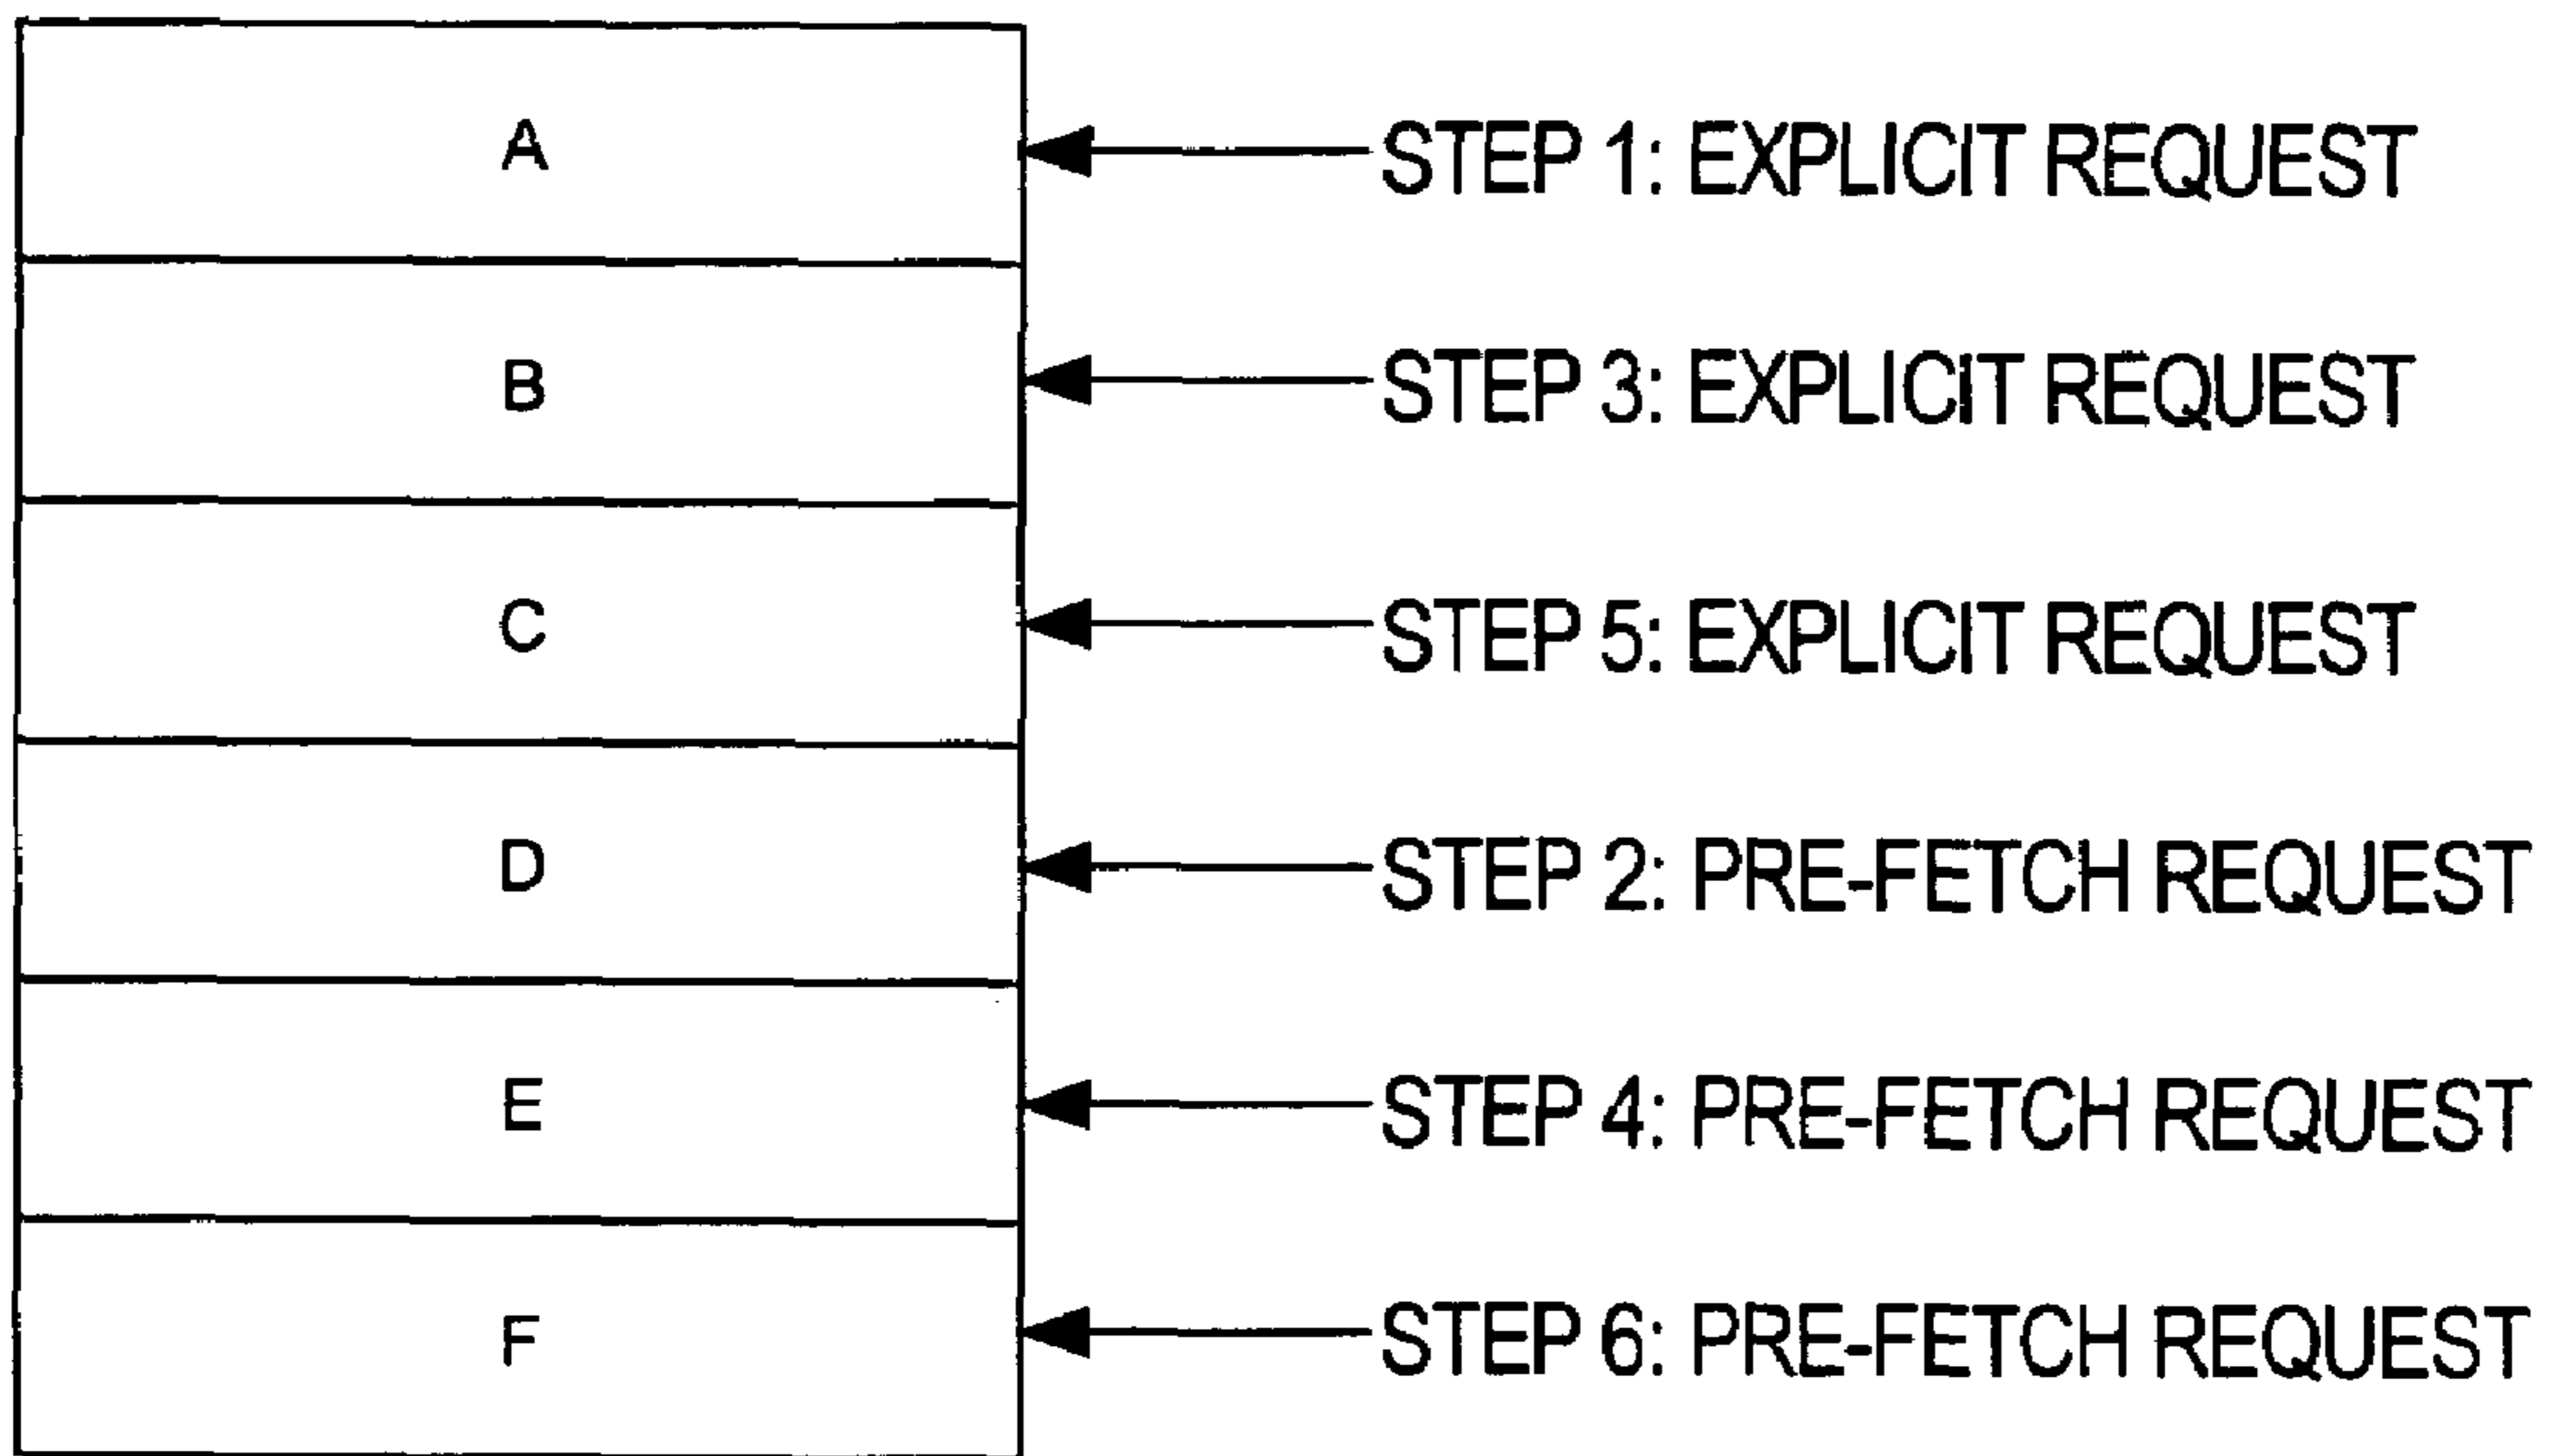 A
STEP 1: EXPLICIT REQUEST
B
STEP 3: EXPLICIT REQUEST
C
STEP 5: EXPLICIT REQUEST
D
STEP 2: PRE-FETCH REQUEST
E
STEP 4: PRE-FETCH REQUEST
F
STEP 6: PRE-FETCH REQUEST